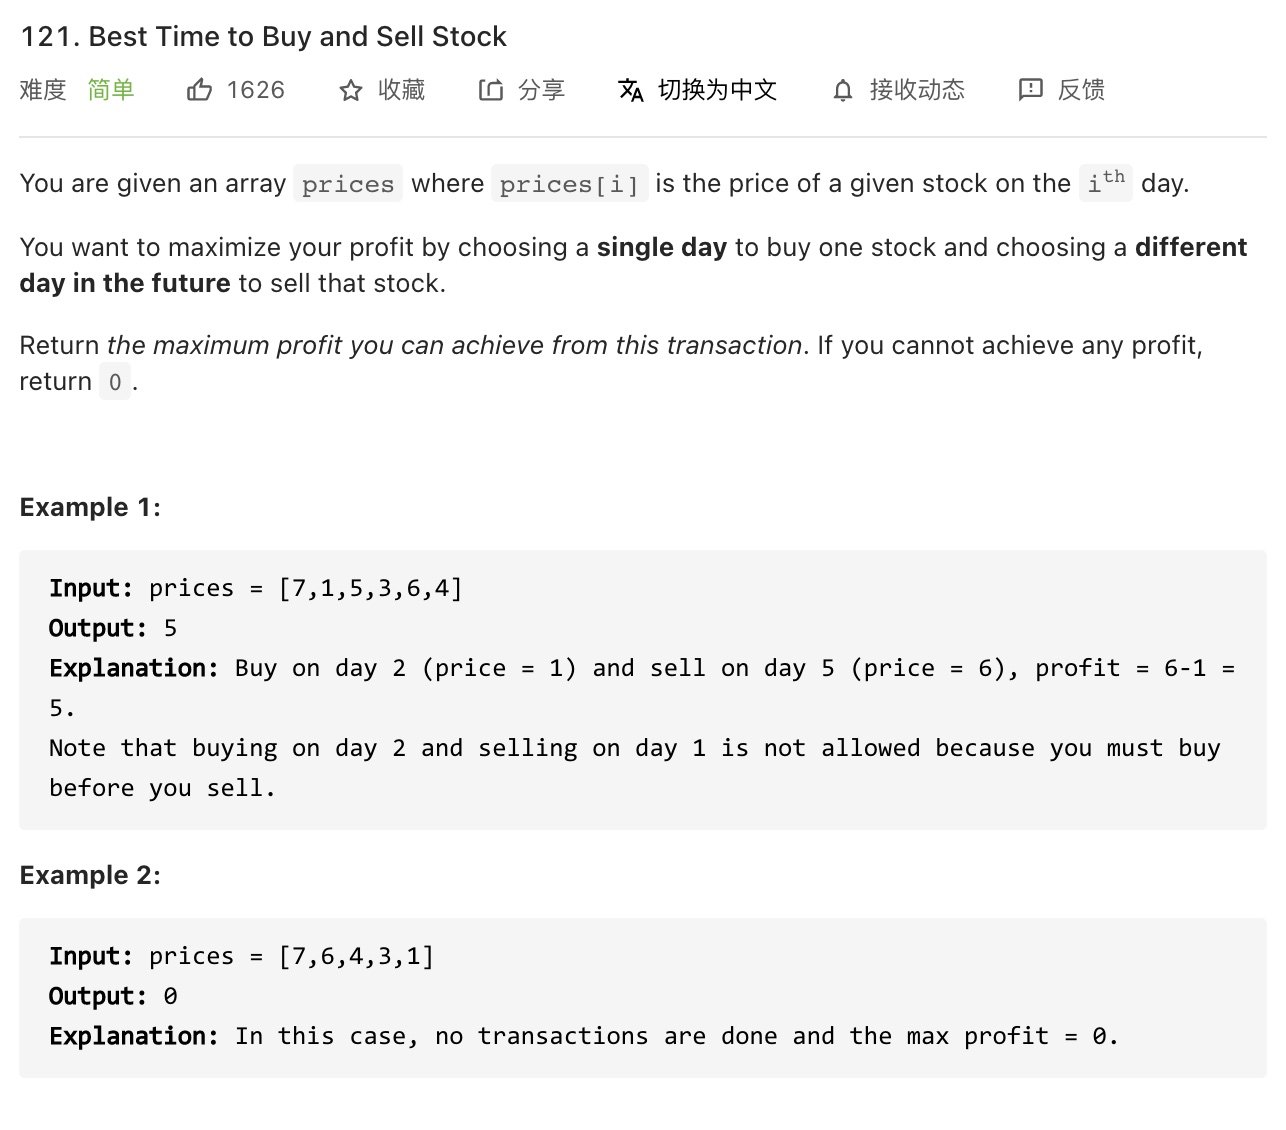 121. Best Time to Buy and Sell Stock
难度 简单 1626 收藏 分享 切换为中文 接收动态 反馈
You are given an array prices where prices[i] is the price of a given stock on the ith day.
You want to maximize your profit by choosing a single day to buy one stock and choosing a different
day in the future to sell that stock.
Return the maximum profit you can achieve from this transaction. If you cannot achieve any profit,
return 0 .
Example 1:
Input: prices = [7,1,5,3,6,4]
Output: 5
Explanation: Buy on day 2 (price = 1) and sell on day 5 (price = 6), profit = 6-1 =
5.
Note that buying on day 2 and selling on day 1 is not allowed because you must buy
before you sell.
Example 2:
Input: prices = [7,6,4,3,1]
Output: 0
Explanation: In this case, no transactions are done and the max profit = 0.